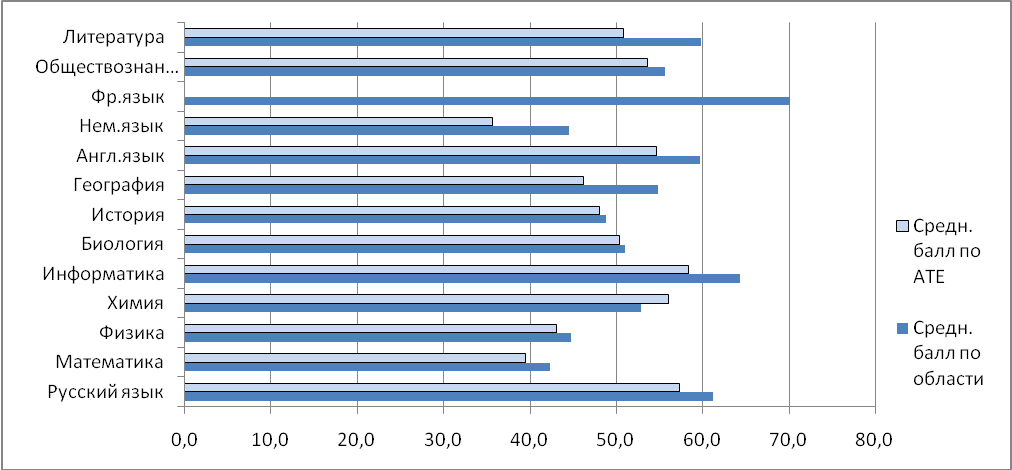 Литература
Обществознан...
Фр.язык
Нем.язык
Англ.язык
География
История
Биология
Информатика
Химия
Физика
Математика
Русский язык
0,0 10,0 20,0 30,0 40,0 50,0 60,0 70,0 80,0
Средн.
балл по
АТЕ
Средн.
балл по
области